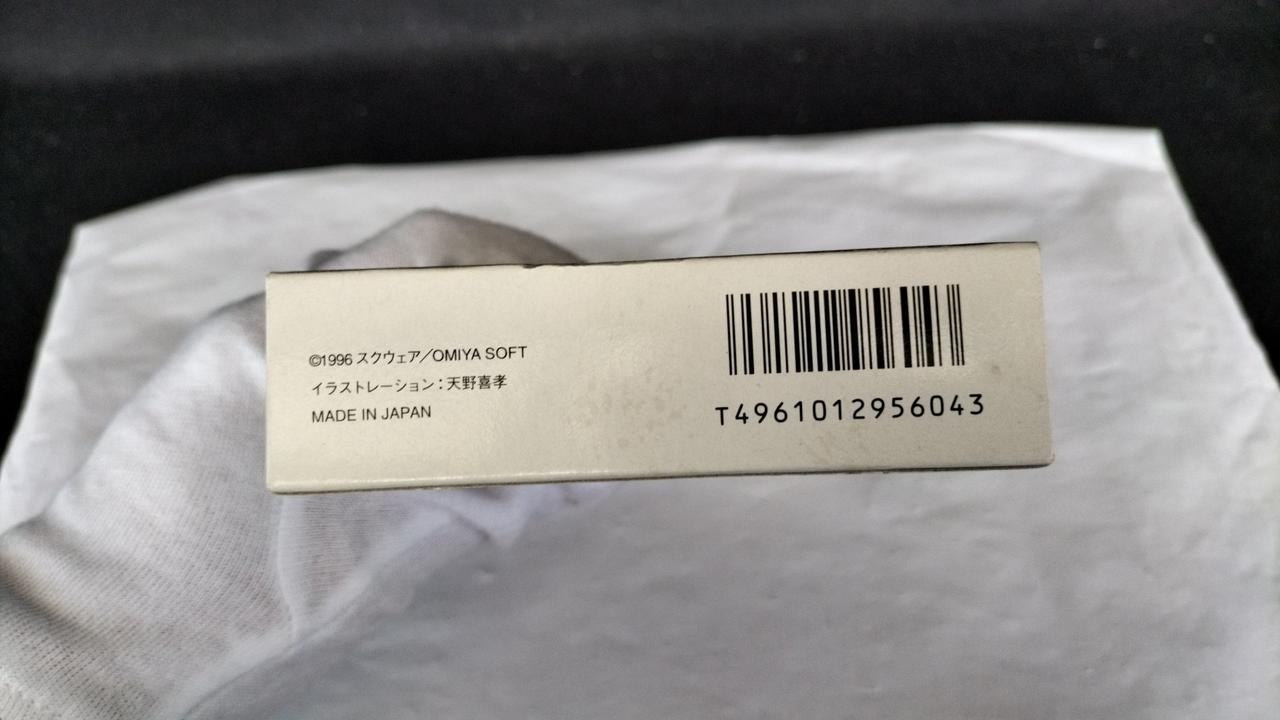 ©1996 スクウェア／OMIYA SOFT
イラストレーション：天野喜孝
MADE IN JAPAN
T4961012956043